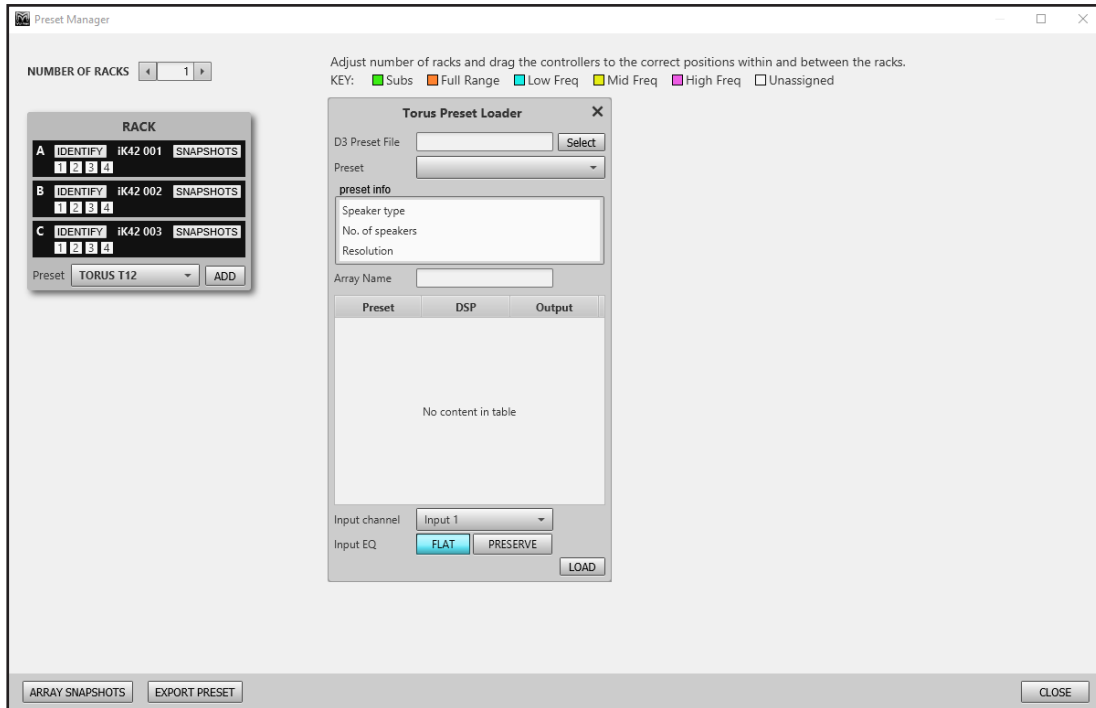 Preset Manager
NUMBER OF RACKS 1
Adjust number of racks and drag the controllers to the correct positions within and between the racks.
KEY: Subs Full Range Low Freq Mid Freq High Freq Unassigned
RACK
A IDENTIFY iK42 001 SNAPSHOTS
1 2 3 4
B IDENTIFY iK42 002 SNAPSHOTS
1 2 3 4
C IDENTIFY iK42 003 SNAPSHOTS
1 2 3 4
Preset TORUS T12 ADD
Torus Preset Loader
D3 Preset File Select
Preset
preset info
Speaker type
No. of speakers
Resolution
Array Name
Preset DSP Output
No content in table
Input channel Input 1
Input EQ FLAT PRESERVE
LOAD
ARRAY SNAPSHOTS EXPORT PRESET CLOSE